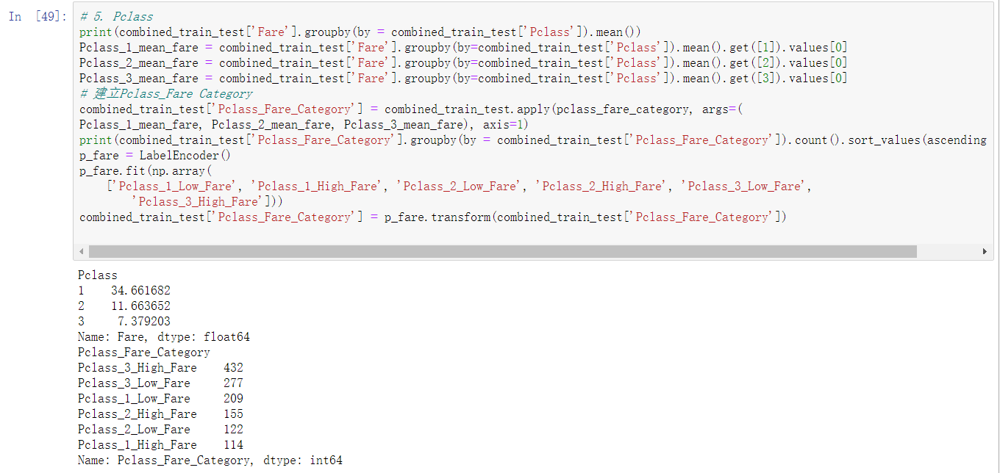 In [49]:
# 5. Pclass
print(combined_train_test['Fare'].groupby(by = combined_train_test['Pclass']).mean())
Pclass_1_mean_fare = combined_train_test['Fare'].groupby(by=combined_train_test['Pclass']).mean().get([1]).values[0]
Pclass_2_mean_fare = combined_train_test['Fare'].groupby(by=combined_train_test['Pclass']).mean().get([2]).values[0]
Pclass_3_mean_fare = combined_train_test['Fare'].groupby(by=combined_train_test['Pclass']).mean().get([3]).values[0]
# 建立Pclass_Fare Category
combined_train_test['Pclass_Fare_Category'] = combined_train_test.apply(pclass_fare_category, args=(
Pclass_1_mean_fare, Pclass_2_mean_fare, Pclass_3_mean_fare), axis=1)
print(combined_train_test['Pclass_Fare_Category'].groupby(by = combined_train_test['Pclass_Fare_Category']).count().sort_values(ascending
p_fare = LabelEncoder()
p_fare.fit(np.array(
    ['Pclass_1_Low_Fare', 'Pclass_1_High_Fare', 'Pclass_2_Low_Fare', 'Pclass_2_High_Fare', 'Pclass_3_Low_Fare',
        'Pclass_3_High_Fare']))
combined_train_test['Pclass_Fare_Category'] = p_fare.transform(combined_train_test['Pclass_Fare_Category'])
Pclass
1    34.661682
2    11.663652
3     7.379203
Name: Fare, dtype: float64
Pclass_Fare_Category
Pclass_3_High_Fare    432
Pclass_3_Low_Fare     277
Pclass_1_Low_Fare     209
Pclass_2_High_Fare    155
Pclass_2_Low_Fare     122
Pclass_1_High_Fare    114
Name: Pclass_Fare_Category, dtype: int64